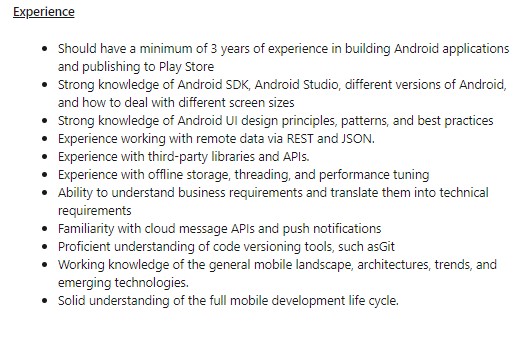 Experience
• Should have a minimum of 3 years of experience in building Android applications
and publishing to Play Store
• Strong knowledge of Android SDK, Android Studio, different versions of Android,
and how to deal with different screen sizes
• Strong knowledge of Android UI design principles, patterns, and best practices
• Experience working with remote data via REST and JSON.
• Experience with third-party libraries and APIs.
• Experience with offline storage, threading, and performance tuning
• Ability to understand business requirements and translate them into technical
requirements
• Familiarity with cloud message APIs and push notifications
• Proficient understanding of code versioning tools, such asGit
• Working knowledge of the general mobile landscape, architectures, trends, and
emerging technologies.
• Solid understanding of the full mobile development life cycle.